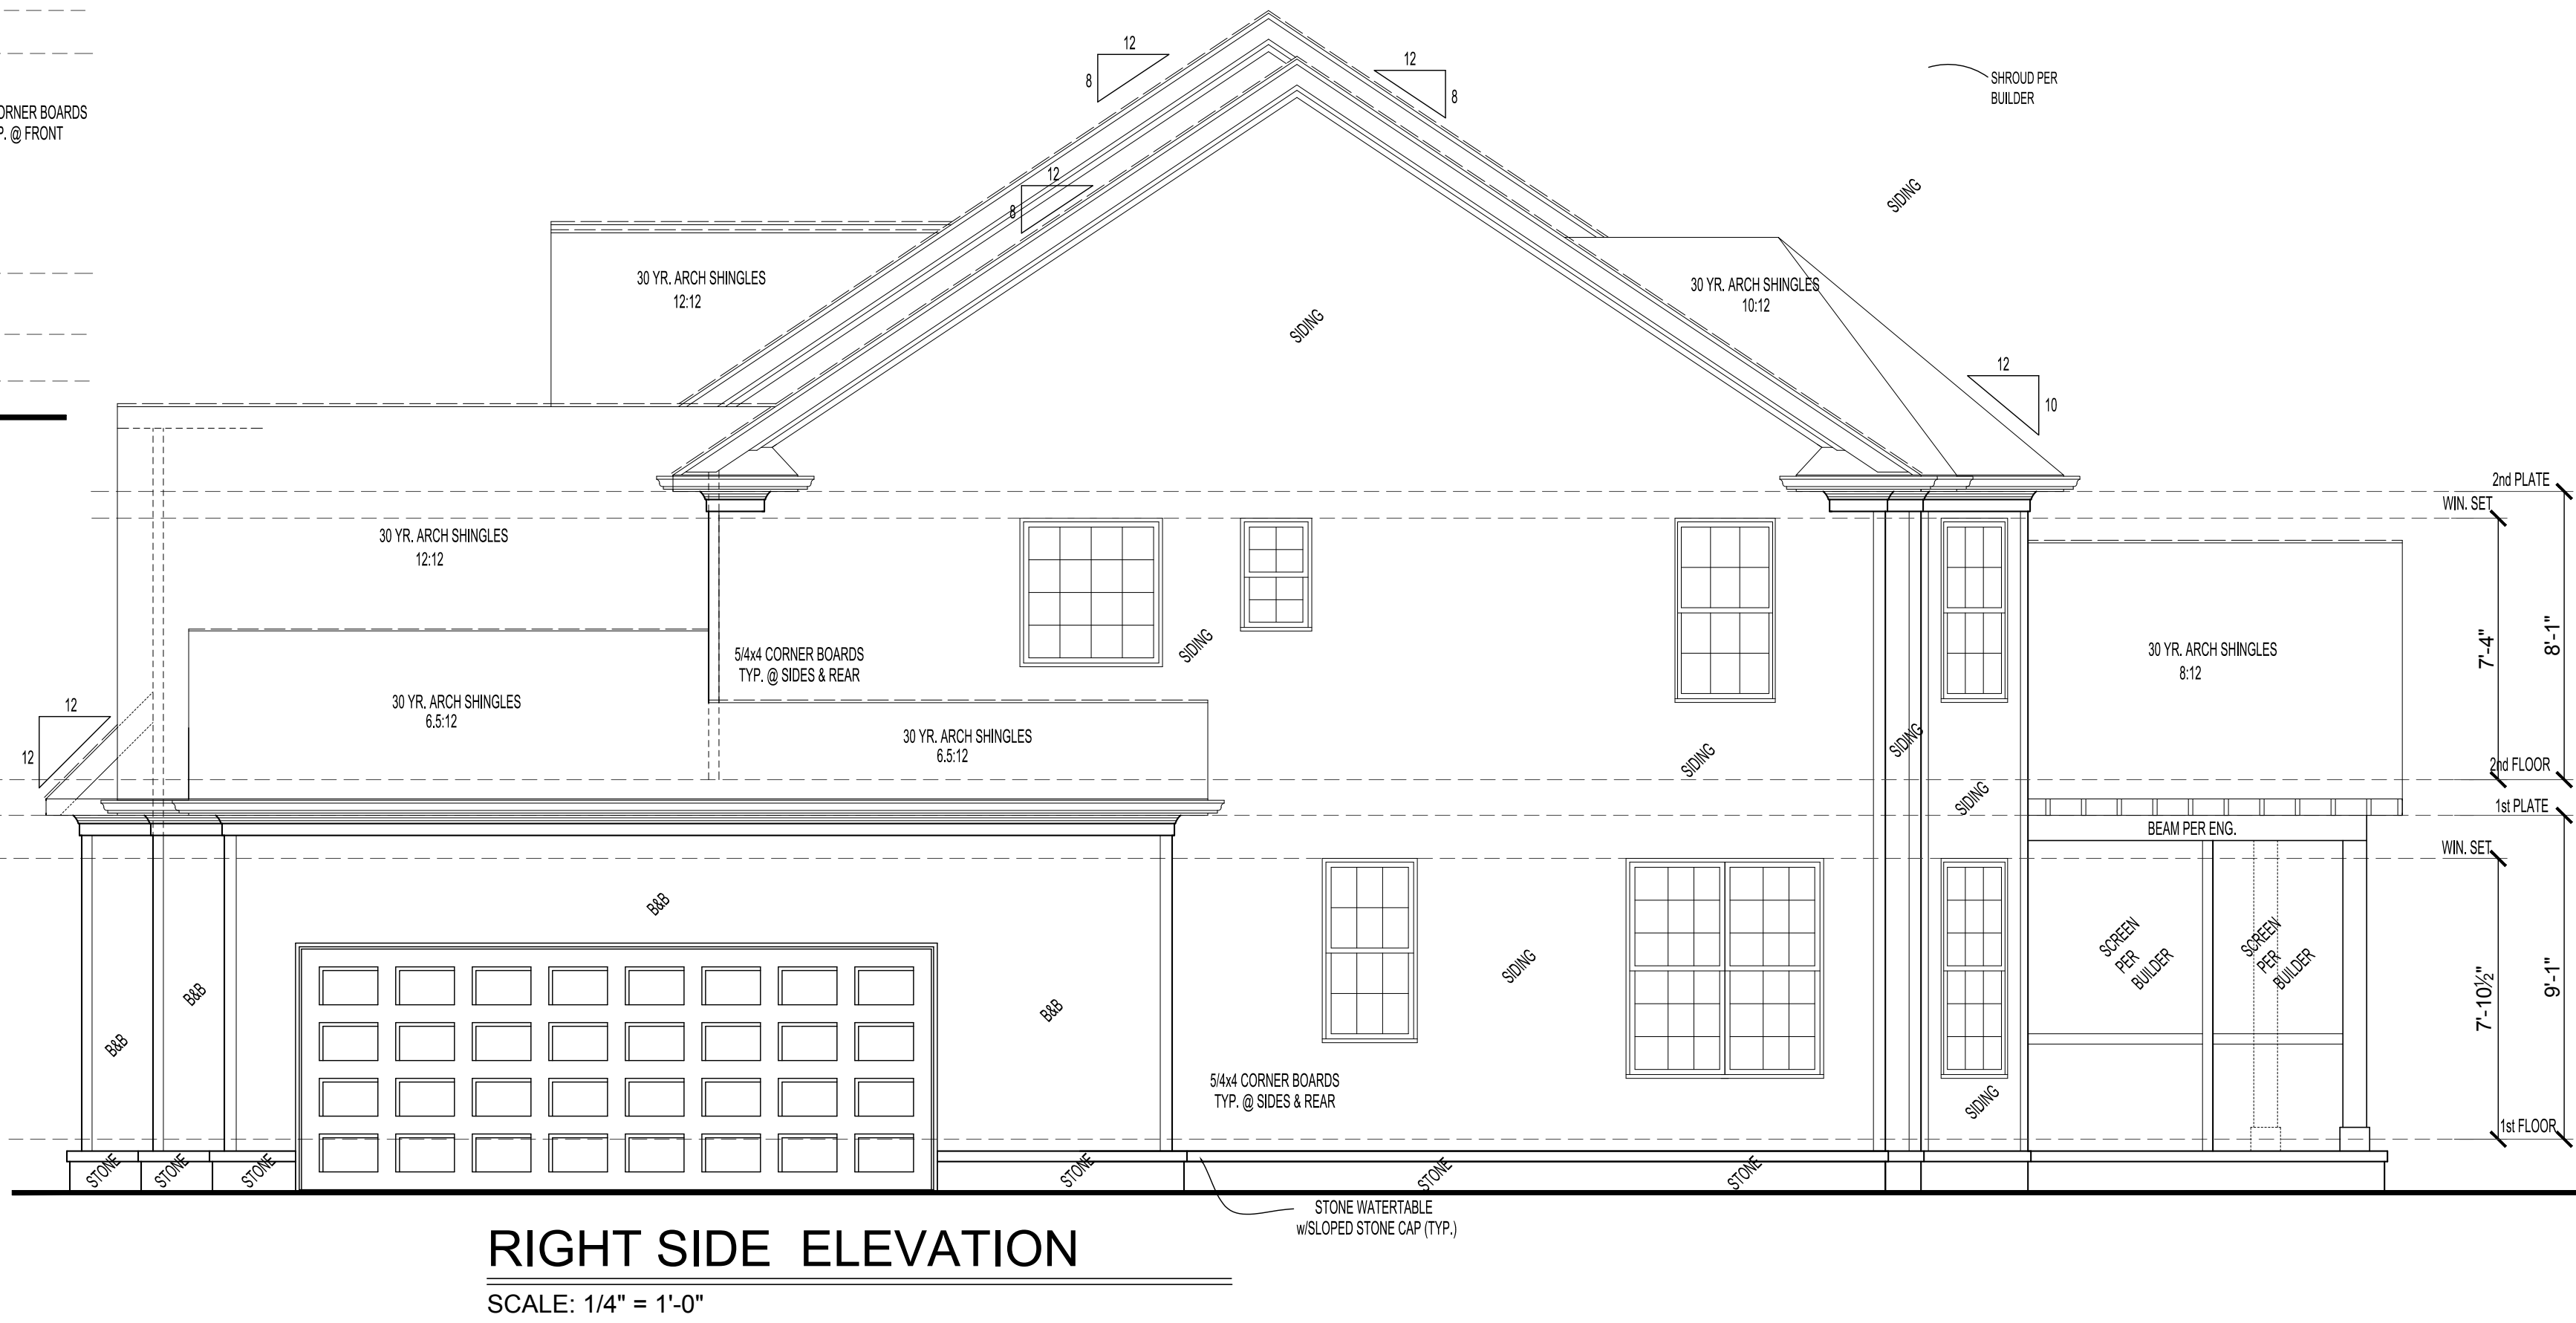 12
8
12
8
SHROUD PER
BUILDER
ORNER BOARDS
P. @ FRONT
12
8
SIDING
30 YR. ARCH SHINGLES
12:12
30 YR. ARCH SHINGLES
10:12
SIDING
12
10
2nd PLATE
WIN. SET
30 YR. ARCH SHINGLES
12:12
SIDING
5/4x4 CORNER BOARDS
TYP. @ SIDES & REAR
30 YR. ARCH SHINGLES
8:12
7'-4"
8'-1"
30 YR. ARCH SHINGLES
6.5:12
12
12
30 YR. ARCH SHINGLES
6.5:12
SIDING
SIDING
SIDING
2nd FLOOR
1st PLATE
BEAM PER ENG.
WIN. SET
B&B
B&B
B&B
B&B
SIDING
SCREEN
PER
BUILDER
SCREEN
PER
BUILDER
7'-10½"
9'-1"
5/4x4 CORNER BOARDS
TYP. @ SIDES & REAR
SIDING
1st FLOOR
STONE
STONE
STONE
STONE
STONE
STONE
STONE WATERTABLE
w/SLOPED STONE CAP (TYP.)
RIGHT SIDE ELEVATION
SCALE: 1/4" = 1'-0"